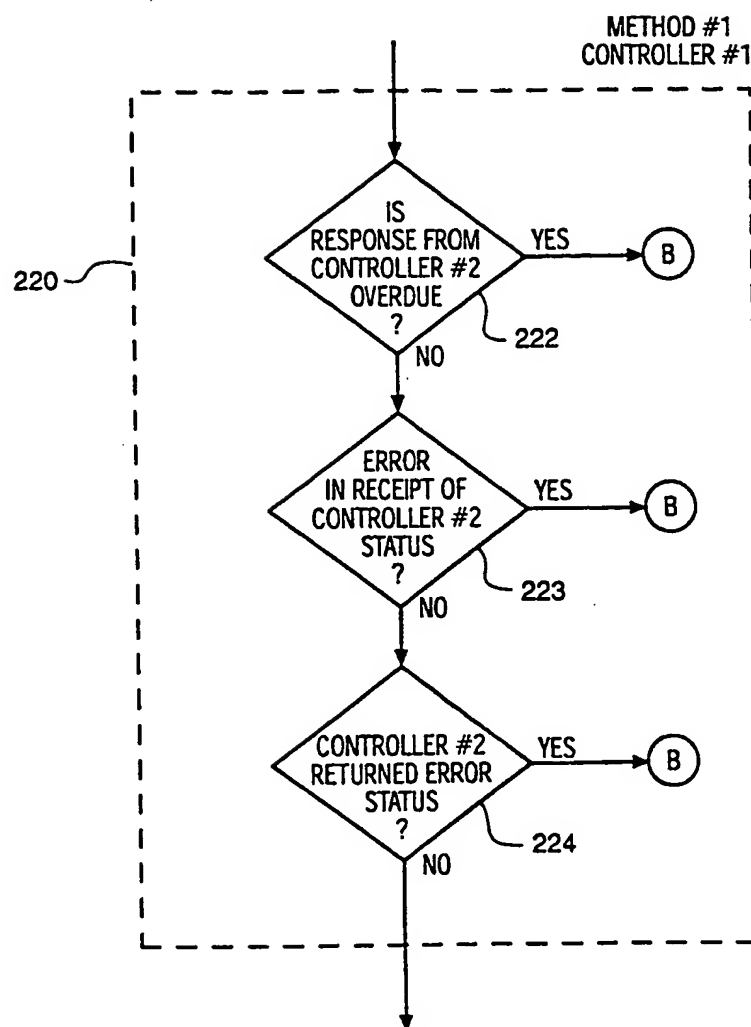 METHOD #1
CONTROLLER #1
IS
RESPONSE FROM
CONTROLLER #2
OVERDUE
?
YES
B
220
222
NO
ERROR
IN RECEIPT OF
CONTROLLER #2
STATUS
?
YES
B
223
NO
CONTROLLER #2
RETURNED ERROR
STATUS
?
YES
B
224
NO